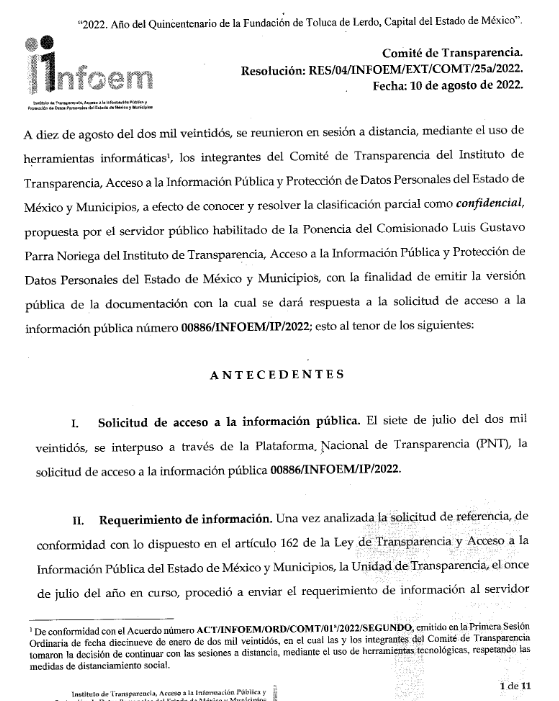 "2022. Año del Quincentenario de la Fundación de Toluca de Lerdo, Capital del Estado de México".
infoem
Instituto de Transparencia, Acceso a la Información Pública y
Protección de Datos Personales del Estado de México y Municipios
Comité de Transparencia.
Resolución: RES/04/INFOEM/EXT/COMT/25a/2022.
Fecha: 10 de agosto de 2022.
A diez de agosto del dos mil veintidós, se reunieron en sesión a distancia, mediante el uso de
herramientas informáticas¹, los integrantes del Comité de Transparencia del Instituto de
Transparencia, Acceso a la Información Pública y Protección de Datos Personales del Estado de
México y Municipios, a efecto de conocer y resolver la clasificación parcial como confidencial,
propuesta por el servidor público habilitado de la Ponencia del Comisionado Luis Gustavo
Parra Noriega del Instituto de Transparencia, Acceso a la Información Pública y Protección de
Datos Personales del Estado de México y Municipios, con la finalidad de emitir la versión
pública de la documentación con la cual se dará respuesta a la solicitud de acceso a la
información pública número 00886/INFOEM/IP/2022; esto al tenor de los siguientes:
ANTECEDENTES
I. Solicitud de acceso a la información pública. El siete de julio del dos mil
veintidós, se interpuso a través de la Plataforma Nacional de Transparencia (PNT), la
solicitud de acceso a la información pública 00886/INFOEM/IP/2022.
II. Requerimiento de información. Una vez analizada la solicitud de referencia, de
conformidad con lo dispuesto en el artículo 162 de la Ley de Transparencia y Acceso a la
Información Pública del Estado de México y Municipios, la Unidad de Transparencia, el once
de julio del año en curso, procedió a enviar el requerimiento de información al servidor
¹ De conformidad con el Acuerdo número ACT/INFOEM/ORD/COMT/01ª/2022/SEGUNDO, emitido en la Primera Sesión
Ordinaria de fecha diecinueve de enero de dos mil veintidós, en el cual las y los integrantes del Comité de Transparencia
tomaron la decisión de continuar con las sesiones a distancia, mediante el uso de herramientas tecnológicas, respetando las
medidas de distanciamiento social.
1 de 11
Instituto de Transparencia, Acceso a la Información Pública y
Protección de Datos Personales del Estado de México y Municipios